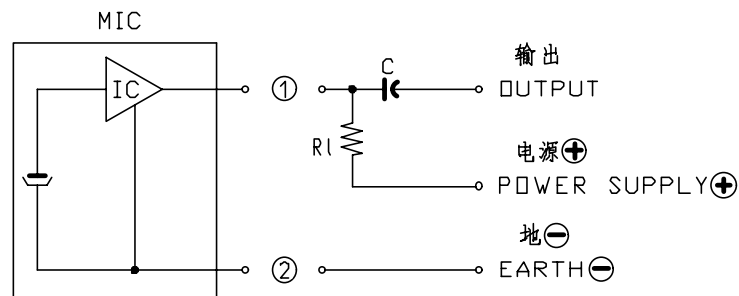 MIC
输出
IC
①
C
OUTPUT
Rl
电源⊕
POWER SUPPLY⊕
地⊖
②
EARTH⊖